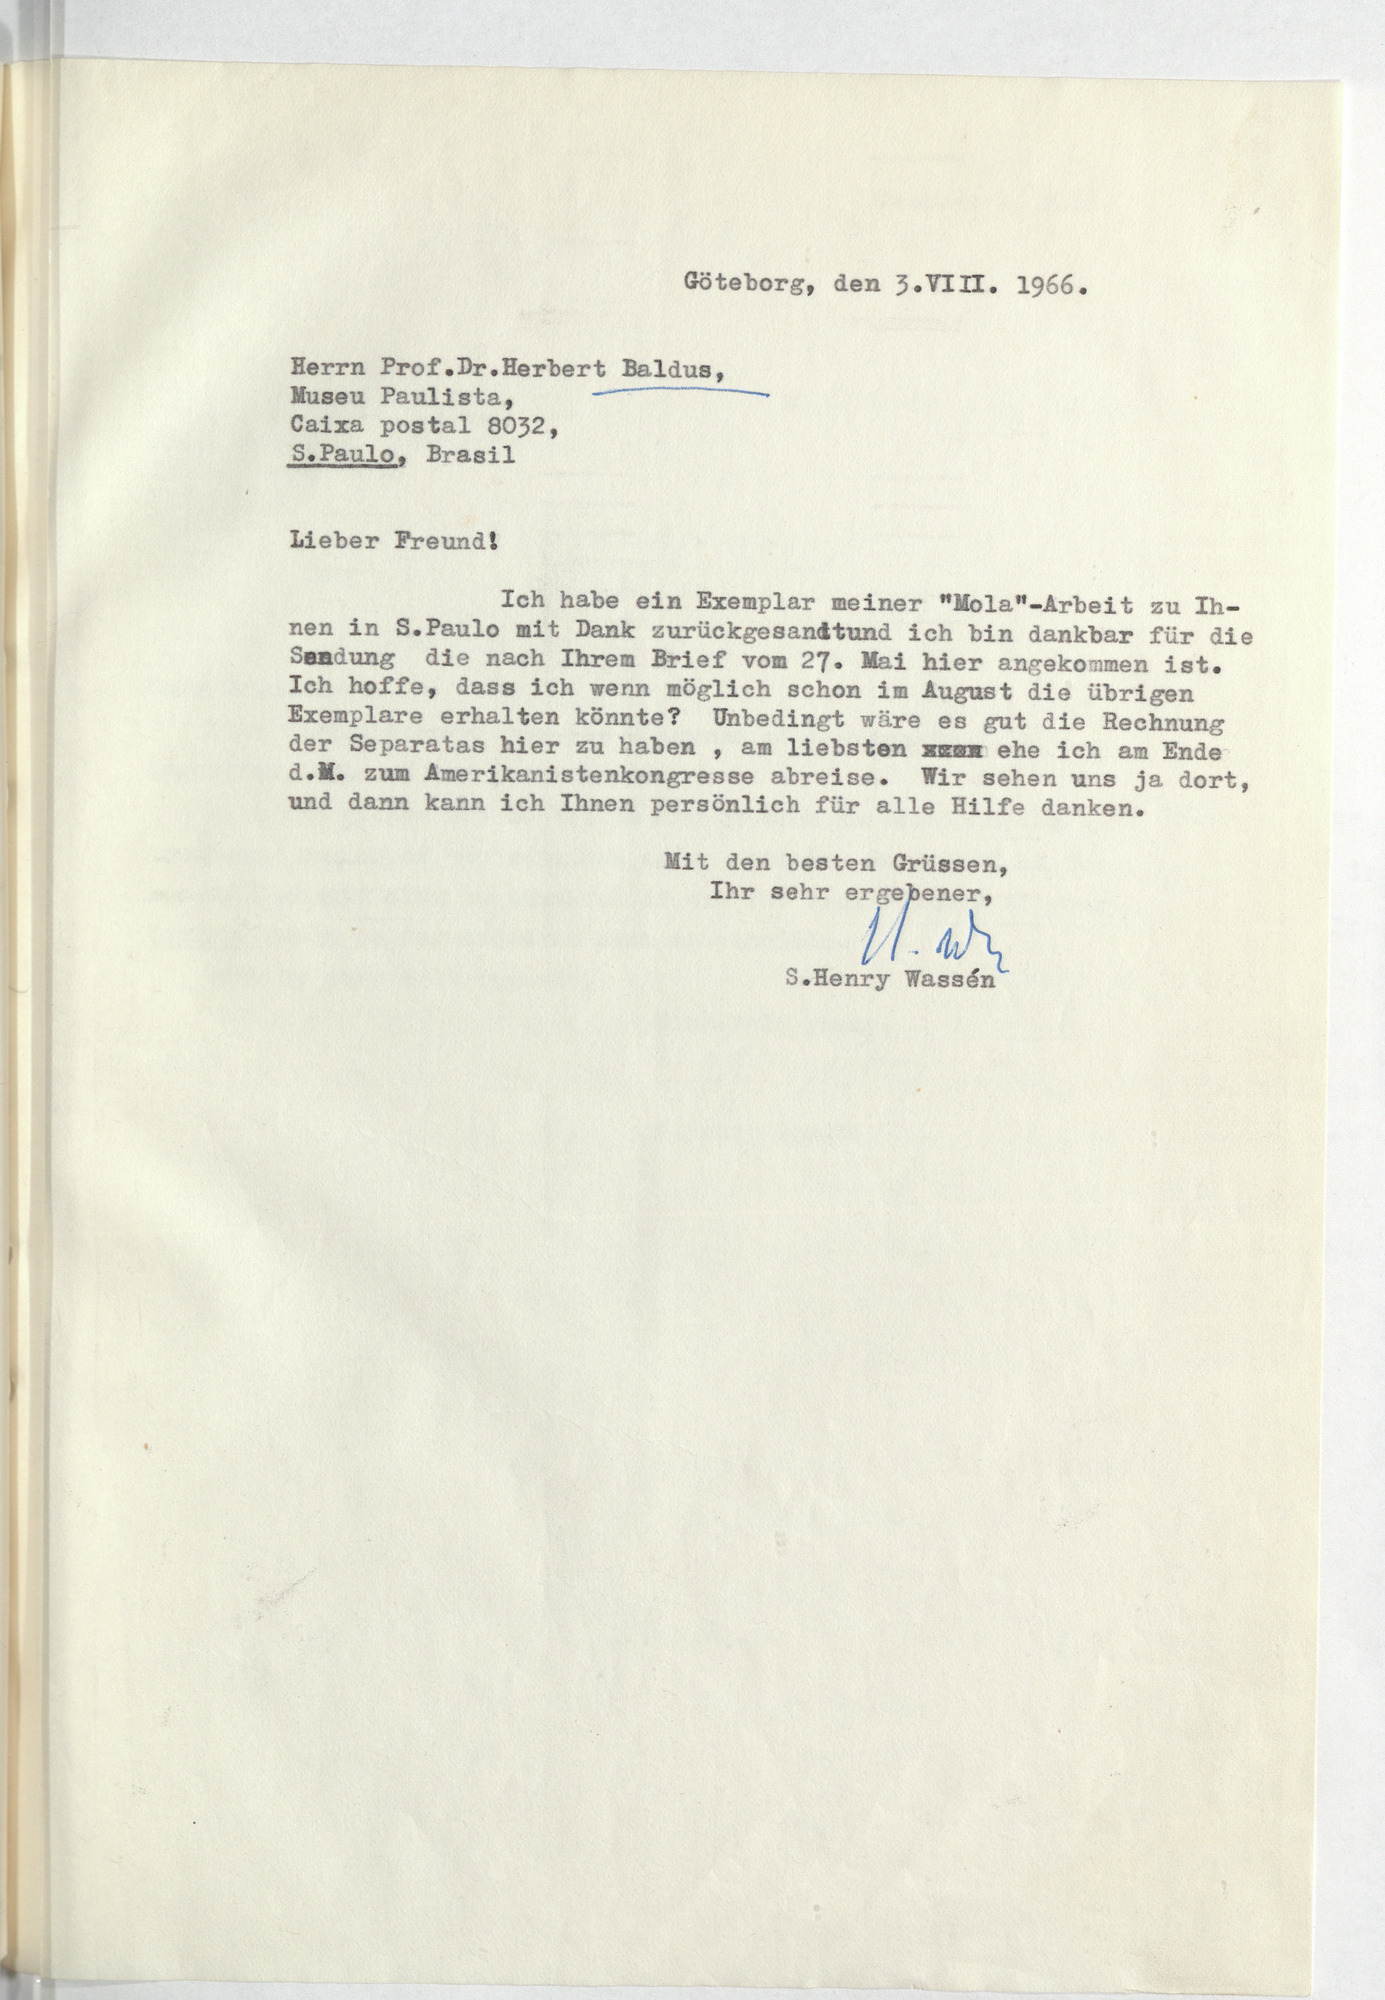 Göteborg, den 3.VIII. 1966.
Herrn Prof.Dr.Herbert Baldus,
Museu Paulista,
Caixa postal 8032,
S.Paulo, Brasil
Lieber Freund!
Ich habe ein Exemplar meiner "Mola"-Arbeit zu Ih-
nen in S.Paulo mit Dank zurückgesandtund ich bin dankbar für die
Sendung die nach Ihrem Brief vom 27. Mai hier angekommen ist.
Ich hoffe, dass ich wenn möglich schon im August die übrigen
Exemplare erhalten könnte? Unbedingt wäre es gut die Rechnung
der Separatas hier zu haben , am liebsten ehe ich am Ende
d.M. zum Amerikanistenkongresse abreise. Wir sehen uns ja dort,
und dann kann ich Ihnen persönlich für alle Hilfe danken.
Mit den besten Grüssen,
Ihr sehr ergebener,
S.Henry Wassén